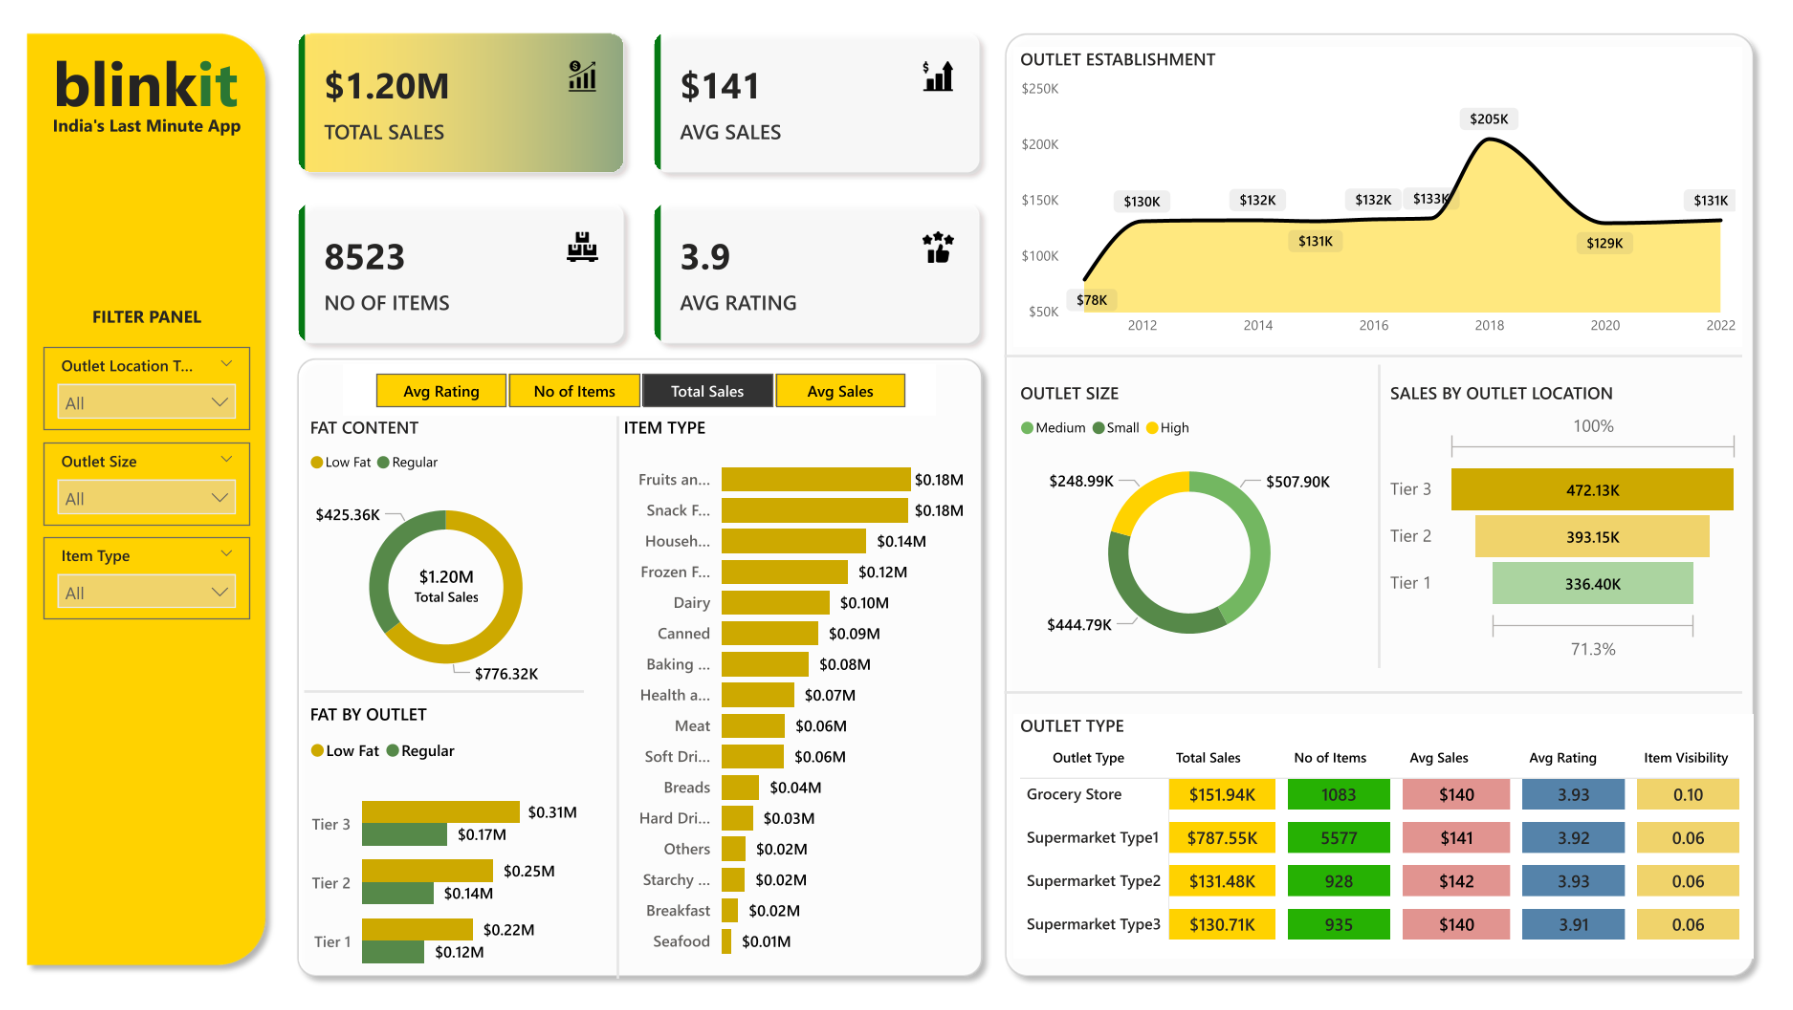 blinkit
India's Last Minute App
FILTER PANEL
Outlet Location T...
All
Outlet Size
All
Item Type
All
$1.20M
TOTAL SALES
$141
AVG SALES
8523
NO OF ITEMS
3.9
AVG RATING
Avg Rating
No of Items
Total Sales
Avg Sales
FAT CONTENT
Low Fat
Regular
$425.36K
$1.20M
Total Sales
$776.32K
FAT BY OUTLET
Low Fat
Regular
Tier 3
$0.31M
$0.17M
Tier 2
$0.25M
$0.14M
Tier 1
$0.22M
$0.12M
ITEM TYPE
Fruits an... $0.18M
Snack F... $0.18M
Househ... $0.14M
Frozen F... $0.12M
Dairy $0.10M
Canned $0.09M
Baking ... $0.08M
Health a... $0.07M
Meat $0.06M
Soft Dri... $0.06M
Breads $0.04M
Hard Dri... $0.03M
Others $0.02M
Starchy ... $0.02M
Breakfast $0.02M
Seafood $0.01M
OUTLET ESTABLISHMENT
$250K
$200K
$150K
$100K
$50K
$78K
$130K
$132K
$131K
$132K
$133K
$205K
$129K
$131K
2012 2014 2016 2018 2020 2022
OUTLET SIZE
Medium Small High
$248.99K
$507.90K
$444.79K
SALES BY OUTLET LOCATION
100%
Tier 3 472.13K
Tier 2 393.15K
Tier 1 336.40K
71.3%
OUTLET TYPE
Outlet Type Total Sales No of Items Avg Sales Avg Rating Item Visibility
Grocery Store $151.94K 1083 $140 3.93 0.10
Supermarket Type1 $787.55K 5577 $141 3.92 0.06
Supermarket Type2 $131.48K 928 $142 3.93 0.06
Supermarket Type3 $130.71K 935 $140 3.91 0.06